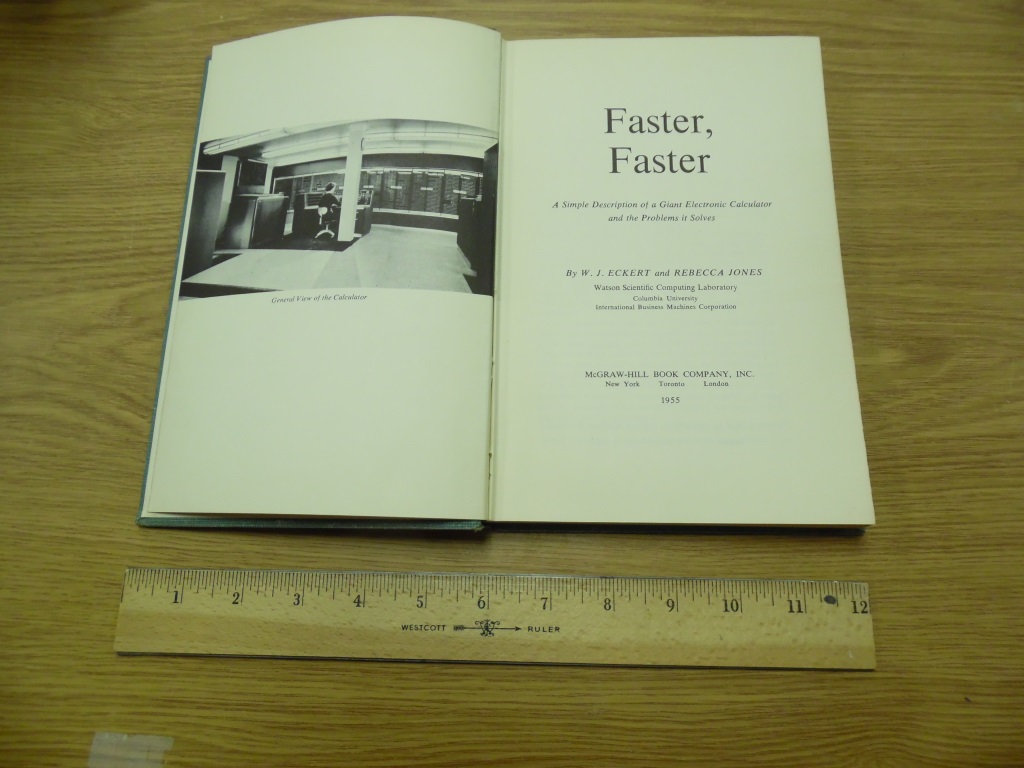 General View of the Calculator
Faster,
Faster
A Simple Description of a Giant Electronic Calculator
and the Problems it Solves
By W. J. ECKERT and REBECCA JONES
Watson Scientific Computing Laboratory
Columbia University
International Business Machines Corporation
McGRAW-HILL BOOK COMPANY, INC.
New York Toronto London
1955
1 2 3 4 5 6 7 8 9 10 11 12
WESTCOTT RULER